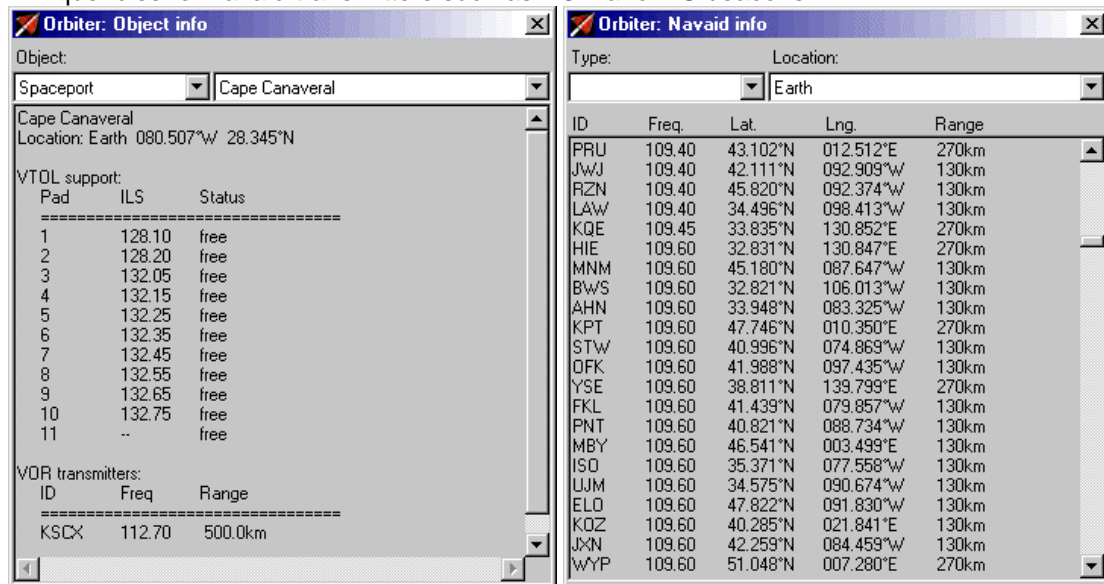 Orbiter: Object info
Object:
Spaceport Cape Canaveral
Cape Canaveral
Location: Earth 080.507°W 28.345°N
VTOL support:
Pad ILS Status
==================================
1 128.10 free
2 128.20 free
3 132.05 free
4 132.15 free
5 132.25 free
6 132.35 free
7 132.45 free
8 132.55 free
9 132.65 free
10 132.75 free
11 -- free
VOR transmitters:
ID Freq Range
==================================
KSCX 112.70 500.0km
Orbiter: Navaid info
Type: Location:
Earth
ID Freq. Lat. Lng. Range
PRU 109.40 43.102°N 012.512°E 270km
JWJ 109.40 42.111°N 092.909°W 130km
RZN 109.40 45.820°N 092.374°W 130km
LAW 109.40 34.496°N 098.413°W 130km
KQE 109.45 33.835°N 130.852°E 270km
HIE 109.60 32.831°N 130.847°E 270km
MNM 109.60 45.180°N 087.647°W 130km
BWS 109.60 32.821°N 106.013°W 130km
AHN 109.60 33.948°N 083.325°W 130km
KPT 109.60 47.746°N 010.350°E 270km
STW 109.60 40.996°N 074.869°W 130km
OFK 109.60 41.988°N 097.435°W 130km
YSE 109.60 38.811°N 139.799°E 270km
FKL 109.60 41.439°N 079.857°W 130km
PNT 109.60 40.821°N 088.734°W 130km
MBY 109.60 46.541°N 003.499°E 130km
ISO 109.60 35.371°N 077.558°W 130km
UJM 109.60 34.575°N 090.674°W 130km
ELO 109.60 47.822°N 091.830°W 130km
KOZ 109.60 40.285°N 021.841°E 130km
JXN 109.60 42.259°N 084.459°W 130km
WYP 109.60 51.048°N 007.280°E 270km